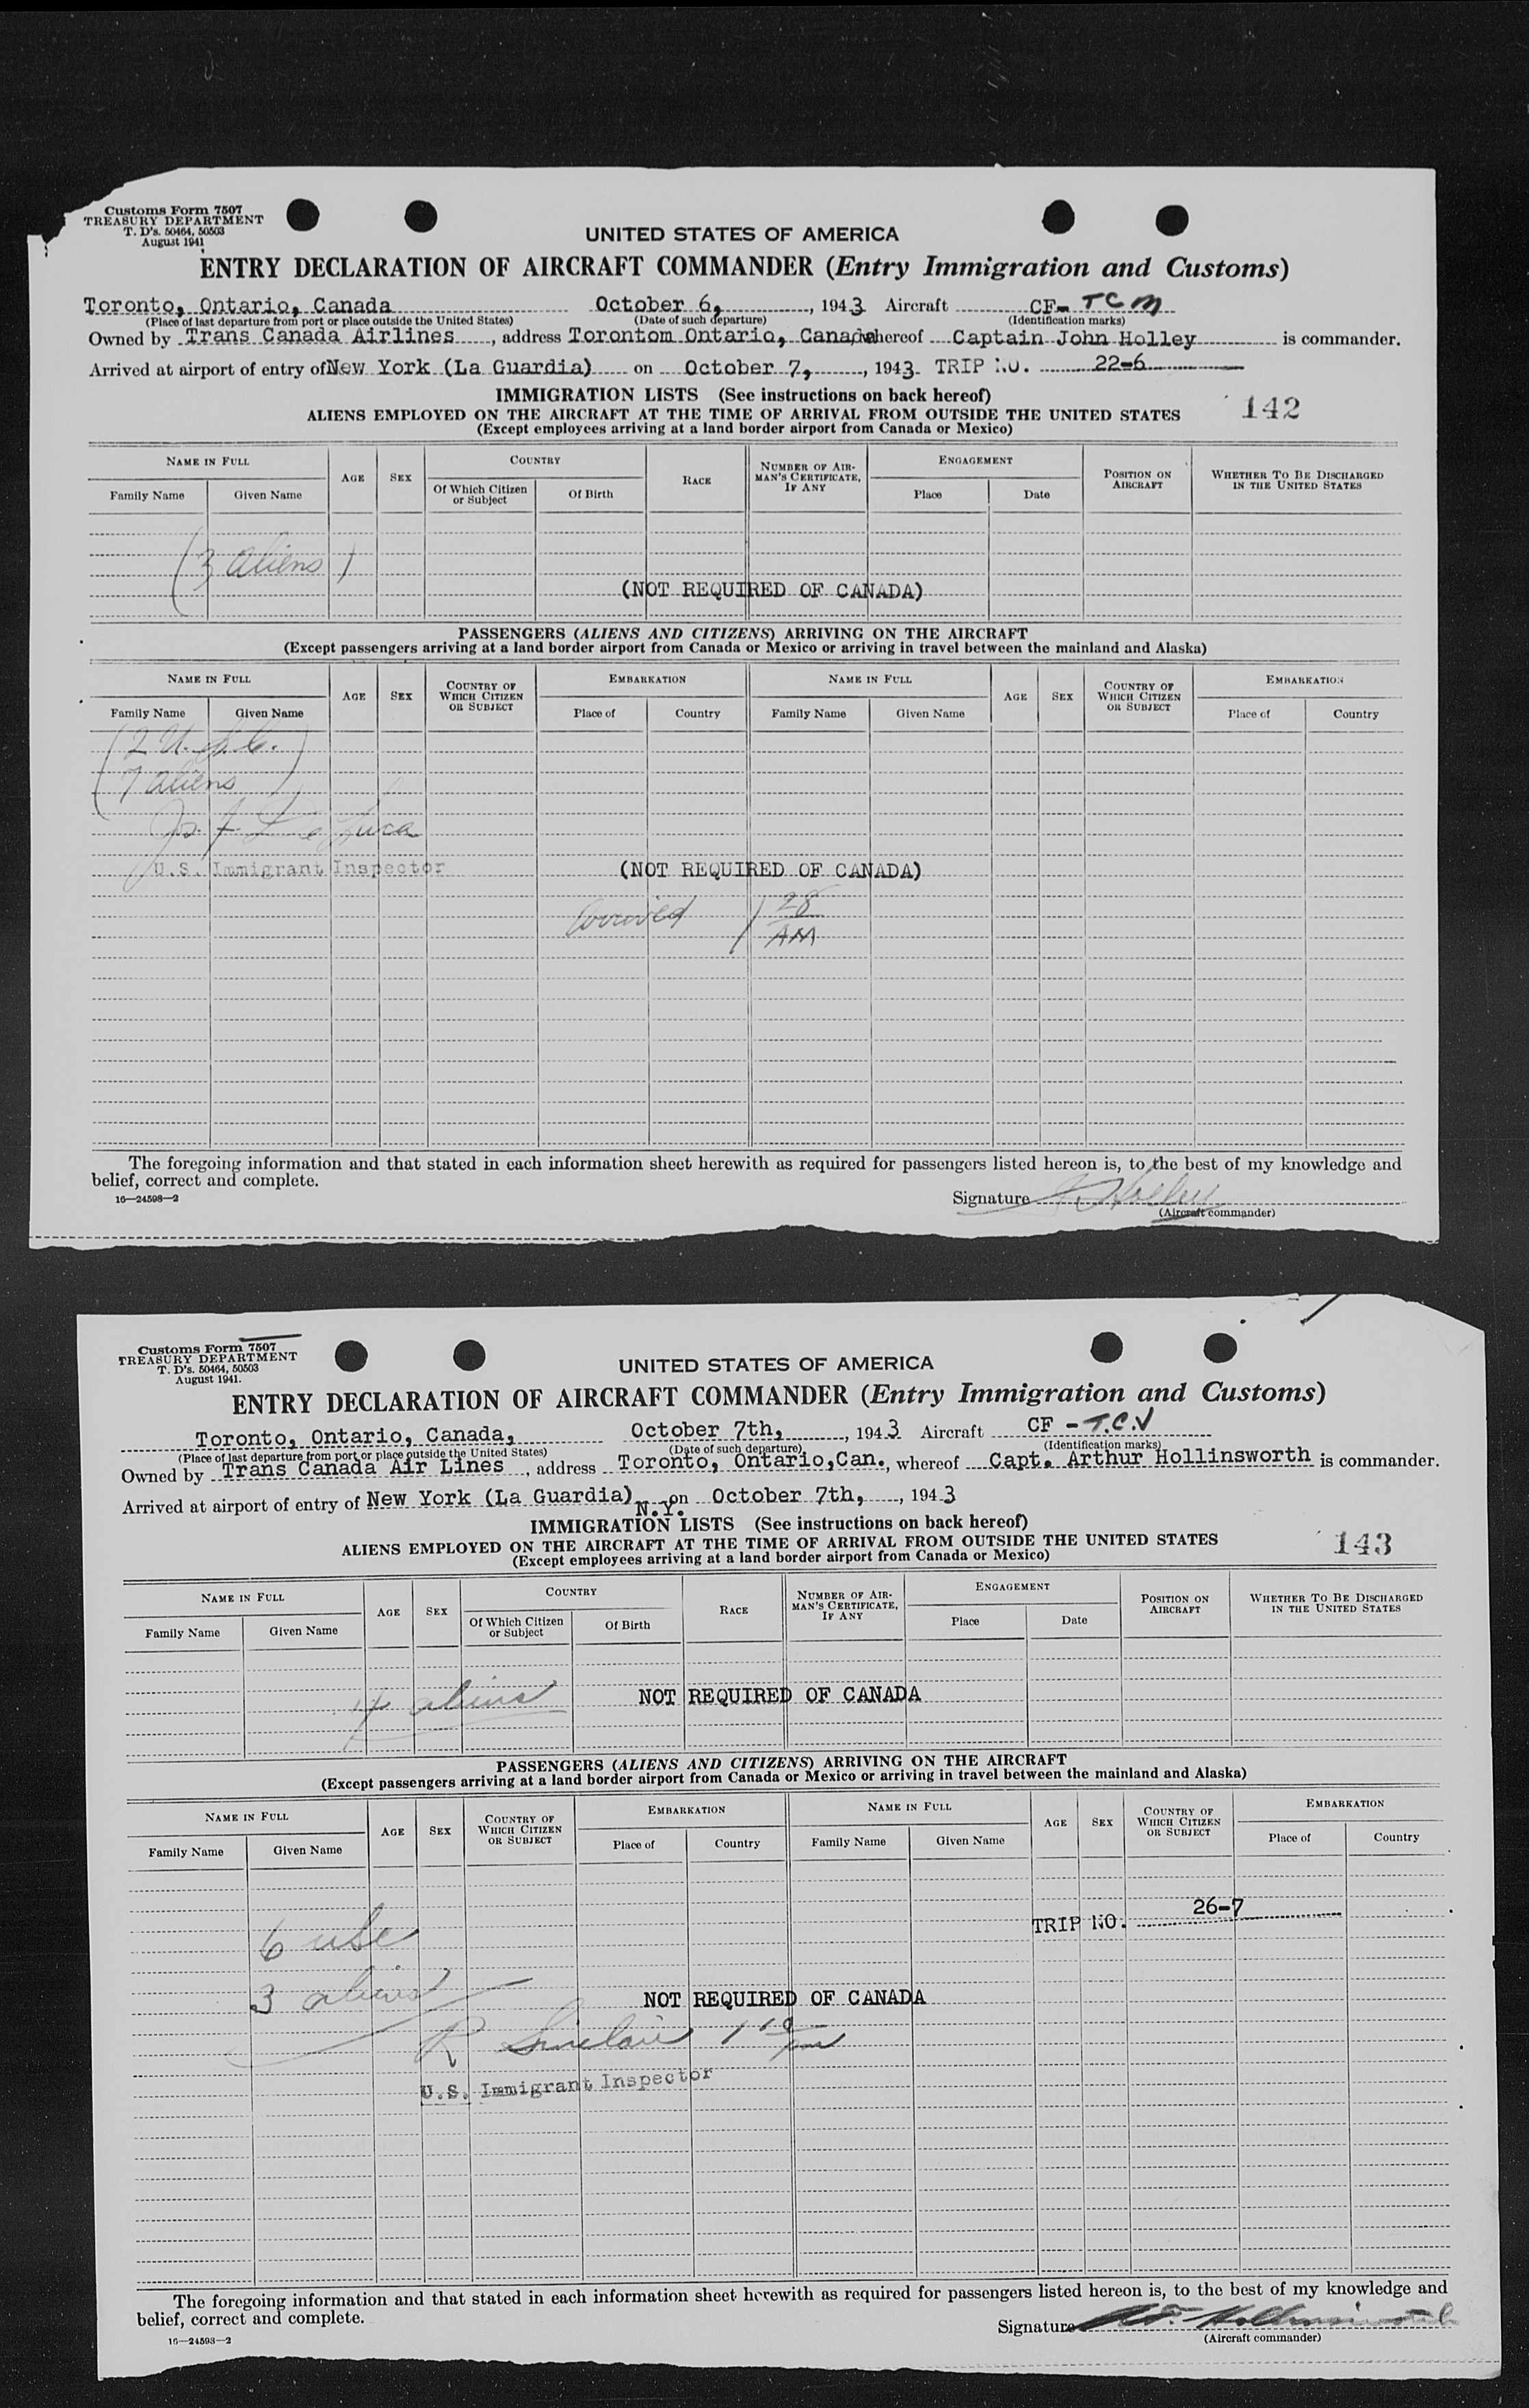 Customs Form 7507
TREASURY DEPARTMENT
T. D's. 50464, 50503
August 1941
UNITED STATES OF AMERICA
ENTRY DECLARATION OF AIRCRAFT COMMANDER (Entry Immigration and Customs)
Toronto, Ontario, Canada October 6, 1943 Aircraft CF-TCM
(Place of last departure from port or place outside the United States) (Date of such departure) (Identification marks)
Owned by Trans Canada Airlines, address Torontom Ontario, Canada whereof Captain John Holley is commander.
Arrived at airport of entry of New York (La Guardia) on October 7, 1943 TRIP NO. 22-6
IMMIGRATION LISTS (See instructions on back hereof)
142
ALIENS EMPLOYED ON THE AIRCRAFT AT THE TIME OF ARRIVAL FROM OUTSIDE THE UNITED STATES
(Except employees arriving at a land border airport from Canada or Mexico)
NAME IN FULL AGE SEX COUNTRY RACE NUMBER OF AIRMAN'S CERTIFICATE, IF ANY ENGAGEMENT POSITION ON AIRCRAFT WHETHER TO BE DISCHARGED IN THE UNITED STATES
Family Name Given Name Of Which Citizen or Subject Of Birth Place Date
(3 aliens)
(NOT REQUIRED OF CANADA)
PASSENGERS (ALIENS AND CITIZENS) ARRIVING ON THE AIRCRAFT
(Except passengers arriving at a land border airport from Canada or Mexico or arriving in travel between the mainland and Alaska)
NAME IN FULL AGE SEX COUNTRY OF WHICH CITIZEN OR SUBJECT EMBARKATION NAME IN FULL AGE SEX COUNTRY OF WHICH CITIZEN OR SUBJECT EMBARKATION
Family Name Given Name Place of Country Family Name Given Name Place of Country
(2 U.S.C.
7 aliens)
U.S. Immigrant Inspector (NOT REQUIRED OF CANADA)
Arrived 1 28 AM
The foregoing information and that stated in each information sheet herewith as required for passengers listed hereon is, to the best of my knowledge and
belief, correct and complete.
16—24598—2
Signature J Holley
(Aircraft commander)
Customs Form 7507
TREASURY DEPARTMENT
T. D's. 50464, 50503
August 1941.
UNITED STATES OF AMERICA
ENTRY DECLARATION OF AIRCRAFT COMMANDER (Entry Immigration and Customs)
Toronto, Ontario, Canada, October 7th, 1943 Aircraft CF - T.C.V
(Place of last departure from port or place outside the United States) (Date of such departure) (Identification marks)
Owned by Trans Canada Air Lines, address Toronto, Ontario, Can., whereof Capt. Arthur Hollinsworth is commander.
Arrived at airport of entry of New York (La Guardia) N.Y. on October 7th, 1943
IMMIGRATION LISTS (See instructions on back hereof)
143
ALIENS EMPLOYED ON THE AIRCRAFT AT THE TIME OF ARRIVAL FROM OUTSIDE THE UNITED STATES
(Except employees arriving at a land border airport from Canada or Mexico)
NAME IN FULL AGE SEX COUNTRY RACE NUMBER OF AIRMAN'S CERTIFICATE, IF ANY ENGAGEMENT POSITION ON AIRCRAFT WHETHER TO BE DISCHARGED IN THE UNITED STATES
Family Name Given Name Of Which Citizen or Subject Of Birth Place Date
4 aliens NOT REQUIRED OF CANADA
PASSENGERS (ALIENS AND CITIZENS) ARRIVING ON THE AIRCRAFT
(Except passengers arriving at a land border airport from Canada or Mexico or arriving in travel between the mainland and Alaska)
NAME IN FULL AGE SEX COUNTRY OF WHICH CITIZEN OR SUBJECT EMBARKATION NAME IN FULL AGE SEX COUNTRY OF WHICH CITIZEN OR SUBJECT EMBARKATION
Family Name Given Name Place of Country Family Name Given Name Place of Country
TRIP NO. 26-7
6 usc
3 aliens
NOT REQUIRED OF CANADA
R Sinclair 1 10 pm
U.S. Immigrant Inspector
The foregoing information and that stated in each information sheet herewith as required for passengers listed hereon is, to the best of my knowledge and
belief, correct and complete.
16—24598—2
Signature Hollinsworth
(Aircraft commander)